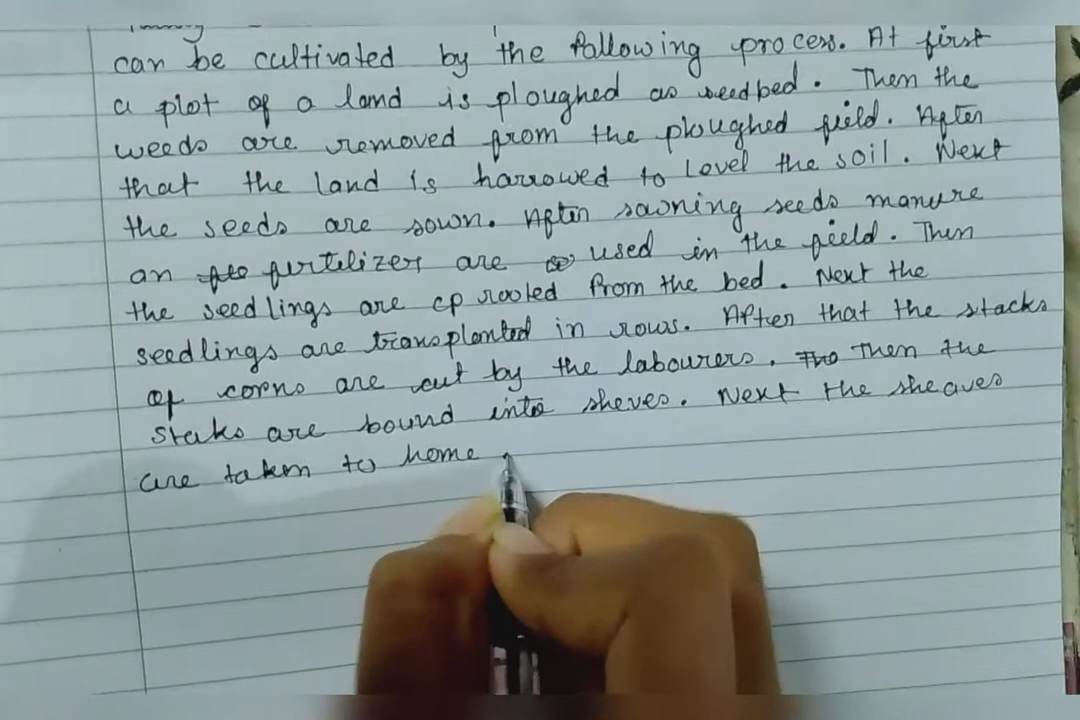 can be cultivated by the following process. At first
a plot of a land is ploughed as seedbed. Then the
weeds are removed from the ploughed field. After
that the land is harrowed to level the soil. Next
the seeds are sown. After sowning seeds manure
an fertilizer are used in the field. Then
the seedlings are up rooted from the bed. Next the
seedlings are transplanted in rows. After that the stacks
of corns are cut by the labourers. Then the
staks are bound into sheves. Next the sheaves
are taken to home.